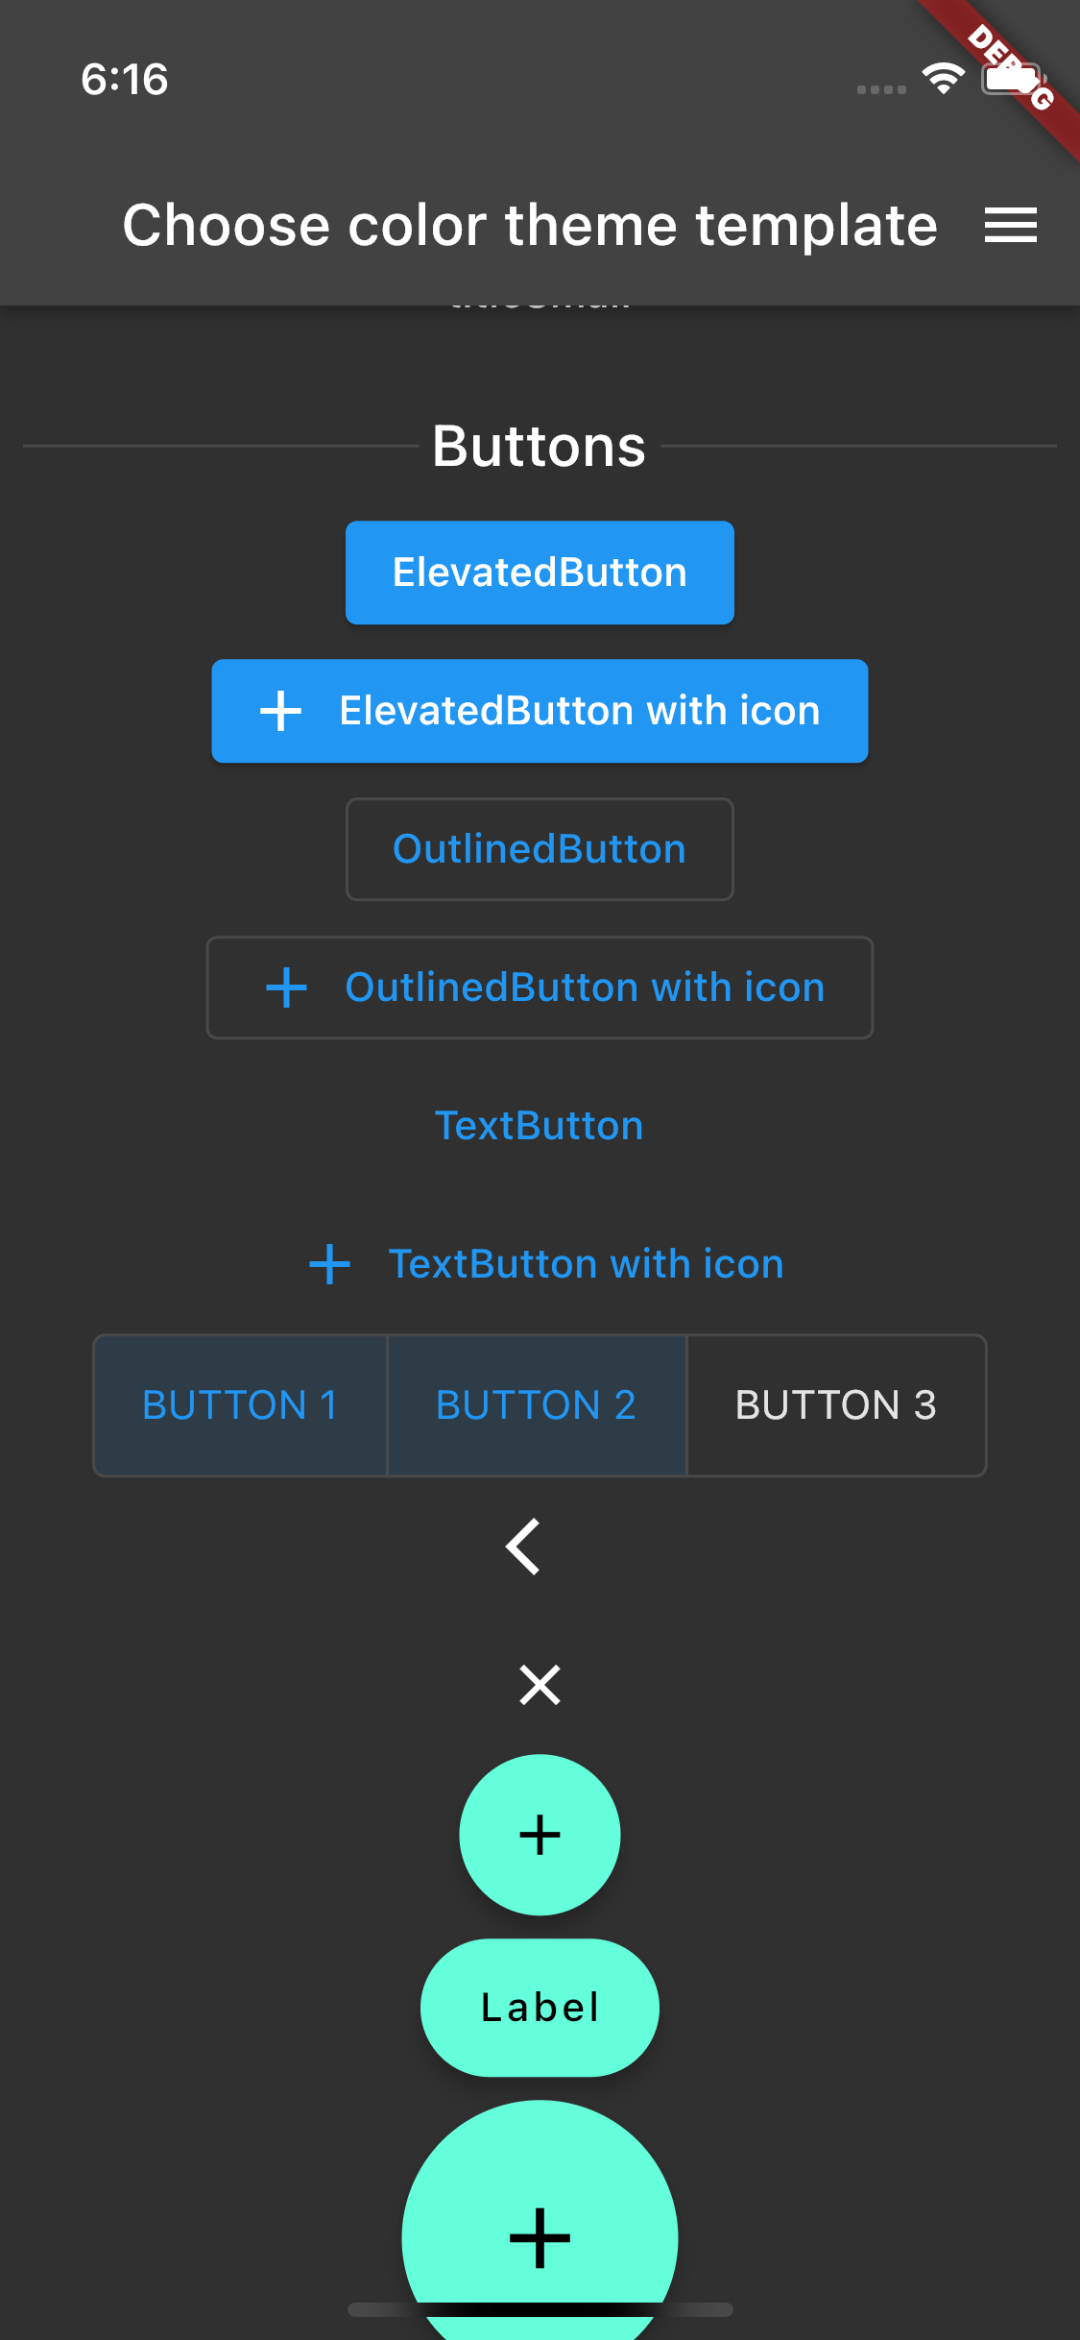 6:16
DEBUG
Choose color theme template
Buttons
ElevatedButton
ElevatedButton with icon
OutlinedButton
OutlinedButton with icon
TextButton
TextButton with icon
BUTTON 1 BUTTON 2 BUTTON 3
Label